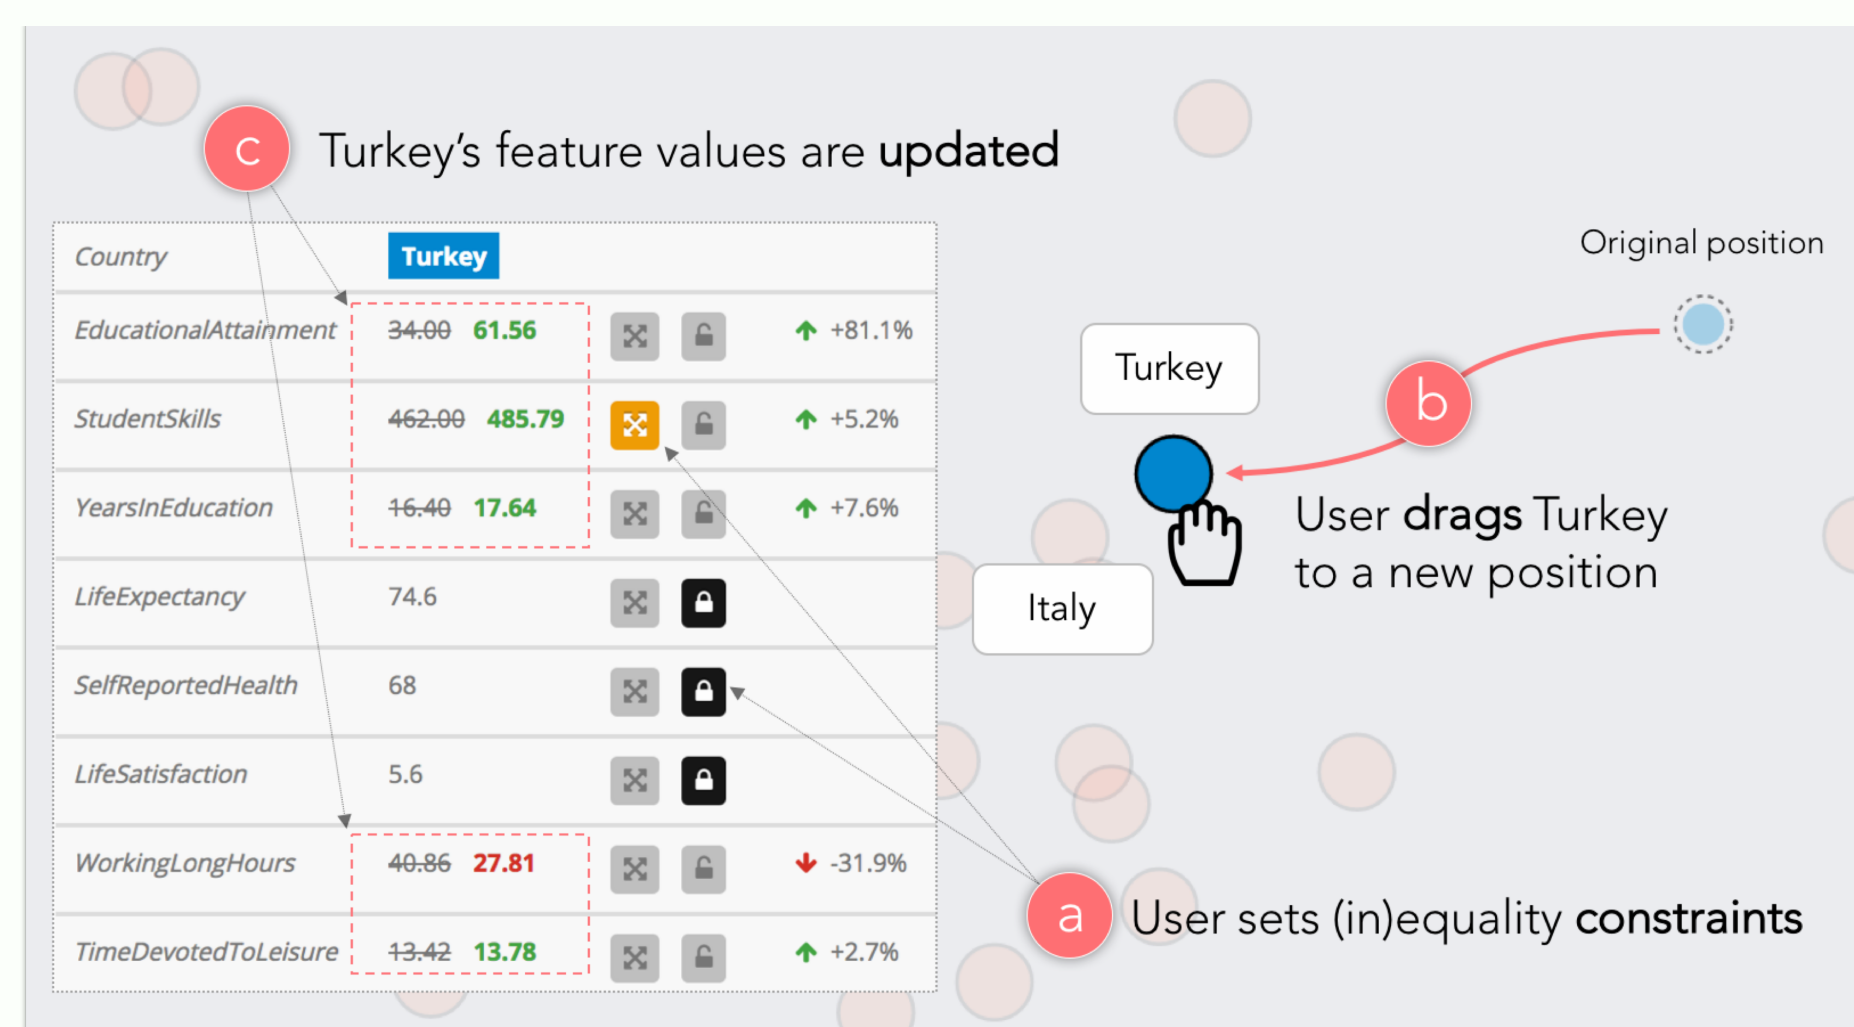 c Turkey's feature values are updated
Country Turkey
EducationalAttainment 34.00 61.56 +81.1%
StudentSkills 462.00 485.79 +5.2%
YearsInEducation 16.40 17.64 +7.6%
LifeExpectancy 74.6
SelfReportedHealth 68
LifeSatisfaction 5.6
WorkingLongHours 40.86 27.81 -31.9%
TimeDevotedToLeisure 13.42 13.78 +2.7%
Original position
Turkey
b
User drags Turkey
to a new position
Italy
a User sets (in)equality constraints